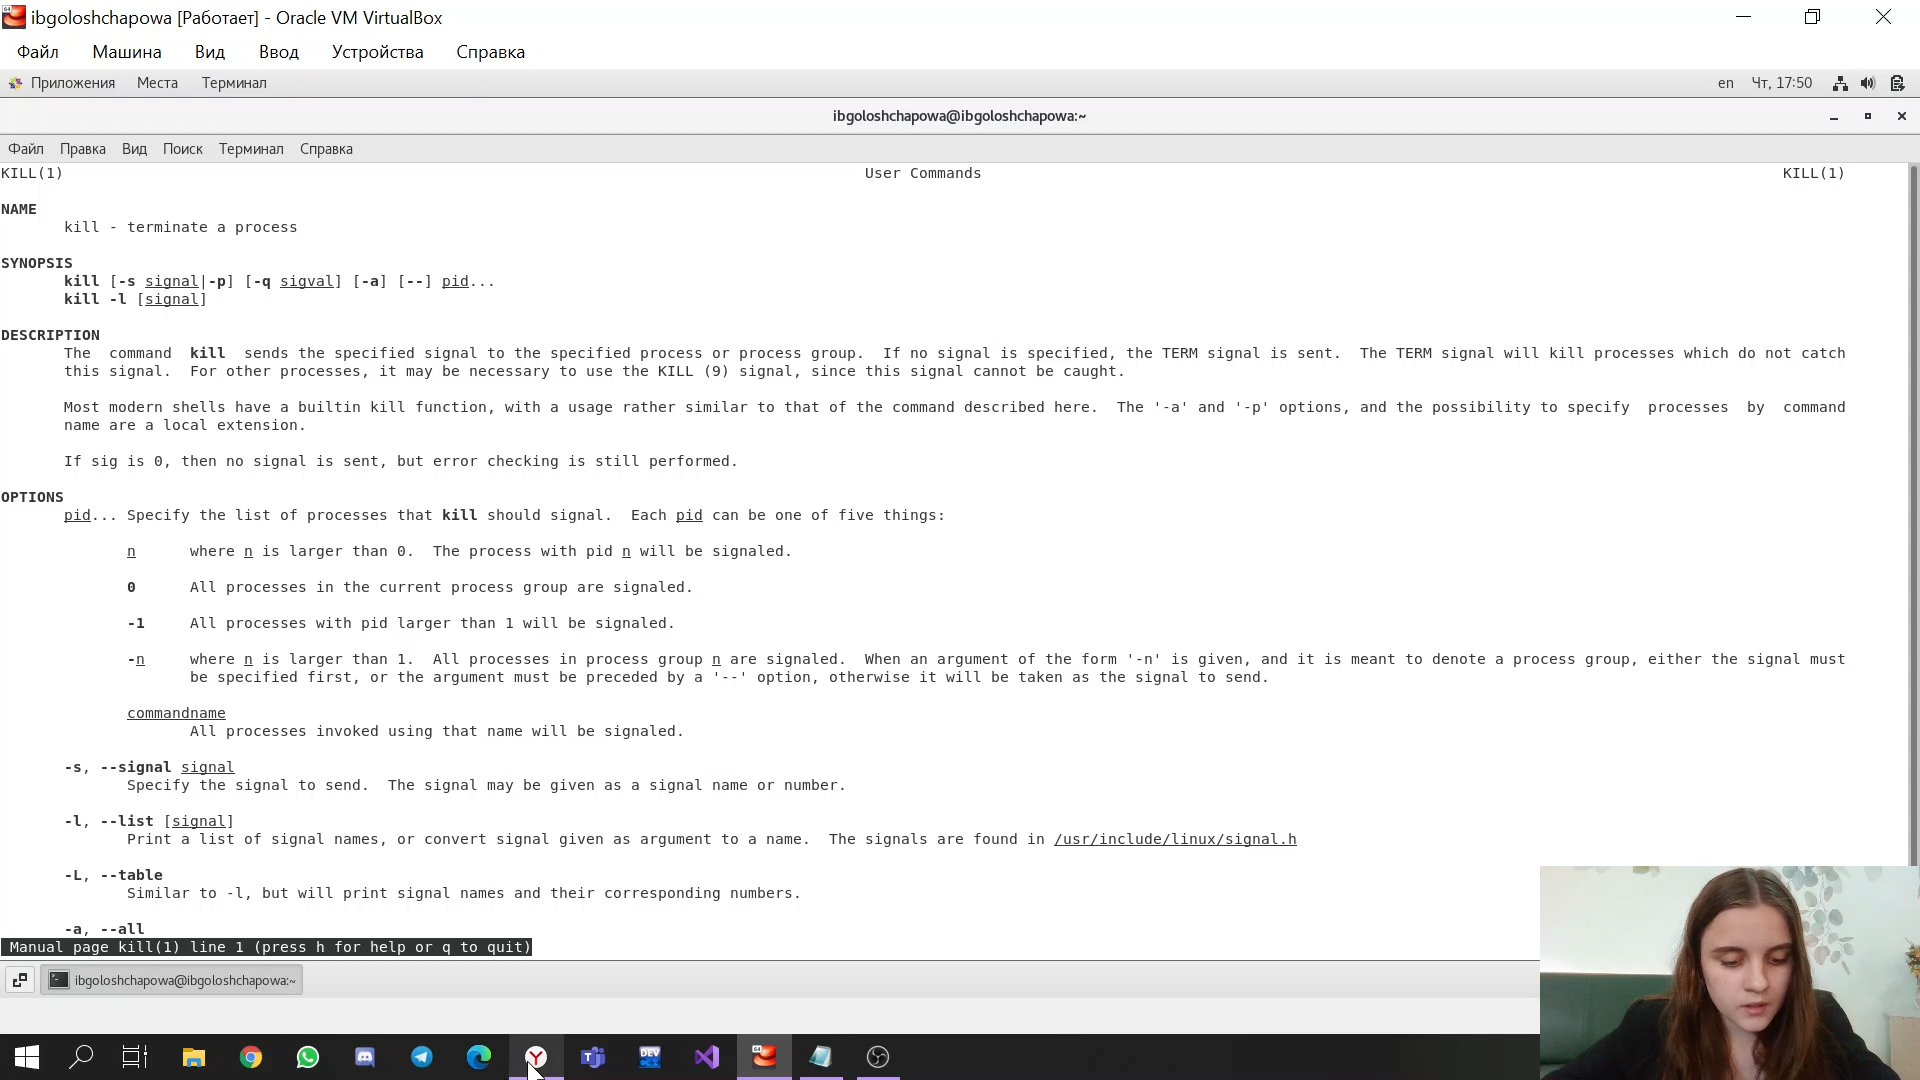 ibgoloshchapowa [Работает] - Oracle VM VirtualBox
Файл Машина Вид Ввод Устройства Справка
Приложения Места Терминал en Чт, 17:50
ibgoloshchapowa@ibgoloshchapowa:~
Файл Правка Вид Поиск Терминал Справка
KILL(1) User Commands KILL(1)
NAME
kill - terminate a process
SYNOPSIS
kill [-s signal|-p] [-q sigval] [-a] [--] pid...
kill -l [signal]
DESCRIPTION
The command kill sends the specified signal to the specified process or process group. If no signal is specified, the TERM signal is sent. The TERM signal will kill processes which do not catch
this signal. For other processes, it may be necessary to use the KILL (9) signal, since this signal cannot be caught.
Most modern shells have a builtin kill function, with a usage rather similar to that of the command described here. The '-a' and '-p' options, and the possibility to specify processes by command
name are a local extension.
If sig is 0, then no signal is sent, but error checking is still performed.
OPTIONS
pid... Specify the list of processes that kill should signal. Each pid can be one of five things:
n where n is larger than 0. The process with pid n will be signaled.
0 All processes in the current process group are signaled.
-1 All processes with pid larger than 1 will be signaled.
-n where n is larger than 1. All processes in process group n are signaled. When an argument of the form '-n' is given, and it is meant to denote a process group, either the signal must
be specified first, or the argument must be preceded by a '--' option, otherwise it will be taken as the signal to send.
commandname
All processes invoked using that name will be signaled.
-s, --signal signal
Specify the signal to send. The signal may be given as a signal name or number.
-l, --list [signal]
Print a list of signal names, or convert signal given as argument to a name. The signals are found in /usr/include/linux/signal.h
-L, --table
Similar to -l, but will print signal names and their corresponding numbers.
-a, --all
Manual page kill(1) line 1 (press h for help or q to quit)
ibgoloshchapowa@ibgoloshchapowa:~
DEV